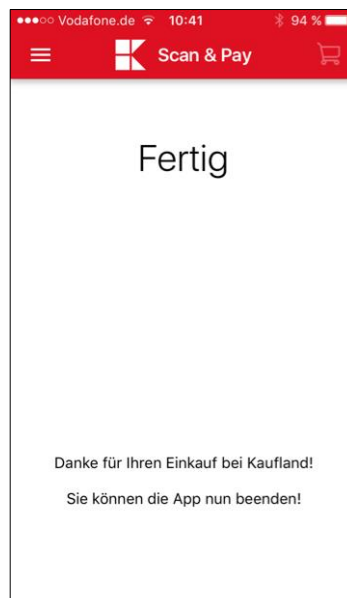 Vodafone.de 10:41 94 %
Scan & Pay
Fertig
Danke für Ihren Einkauf bei Kaufland!
Sie können die App nun beenden!